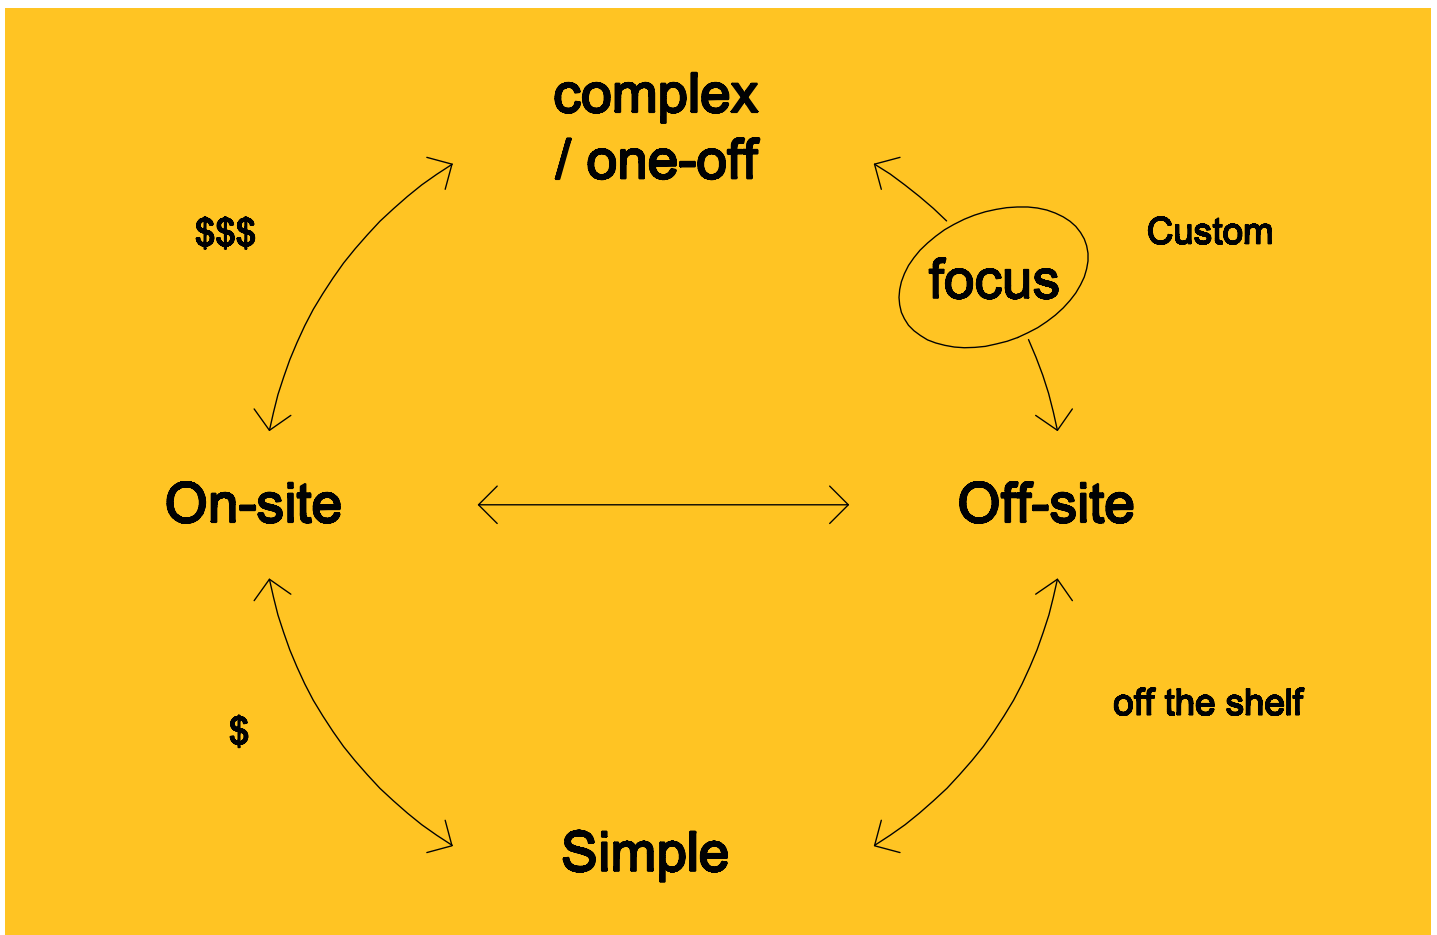 complex
/ one-off
$$$
Custom
focus
On-site
Off-site
$
off the shelf
Simple